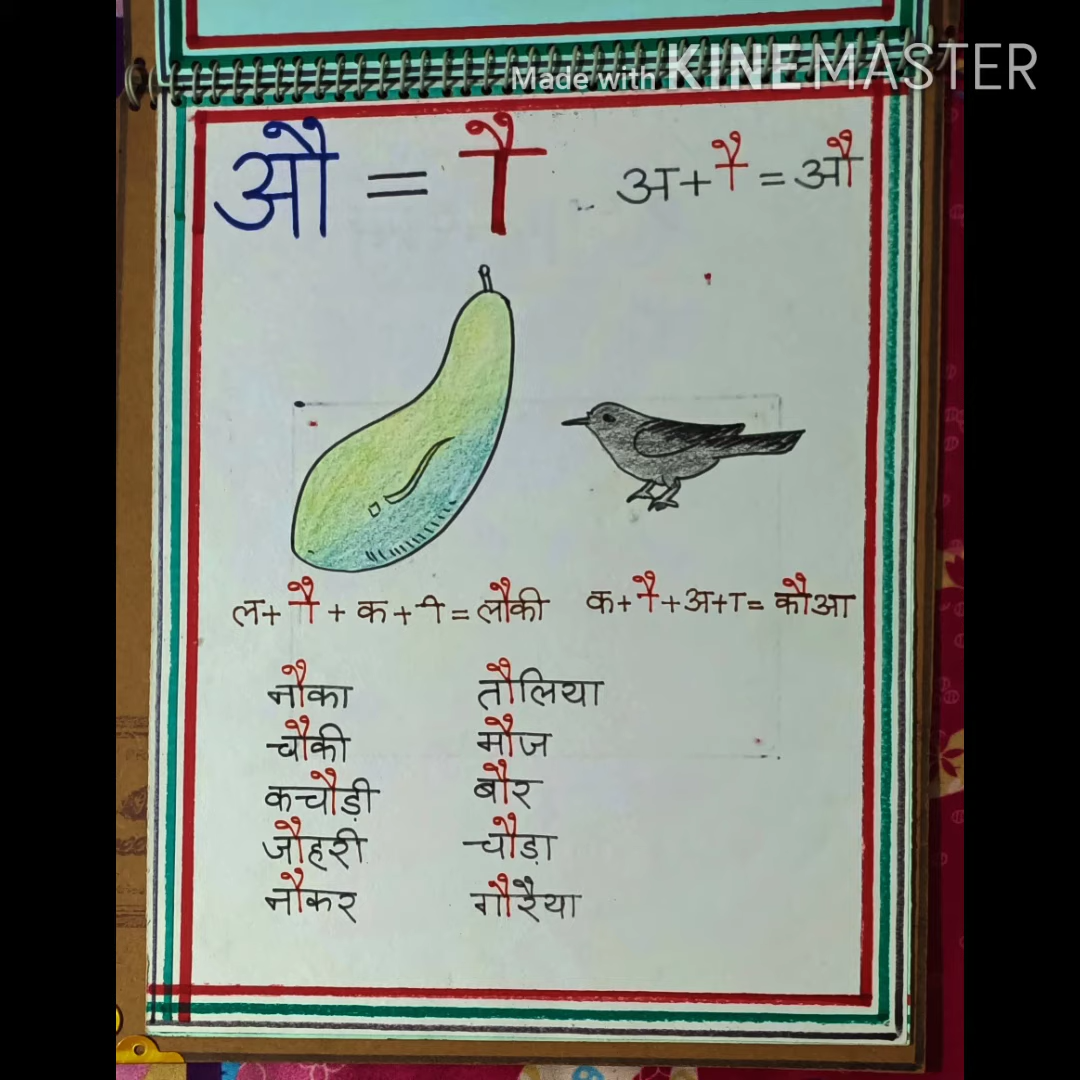 Made with KINEMASTER
औ = ौ
अ + ौ = औ
ल + ौ + क + ी = लौकी
क + ौ + अ + ा = कौआ
नौका तौलिया
चौकी मौज
कचौड़ी बौर
जौहरी चौड़ा
नौकर गौरैया